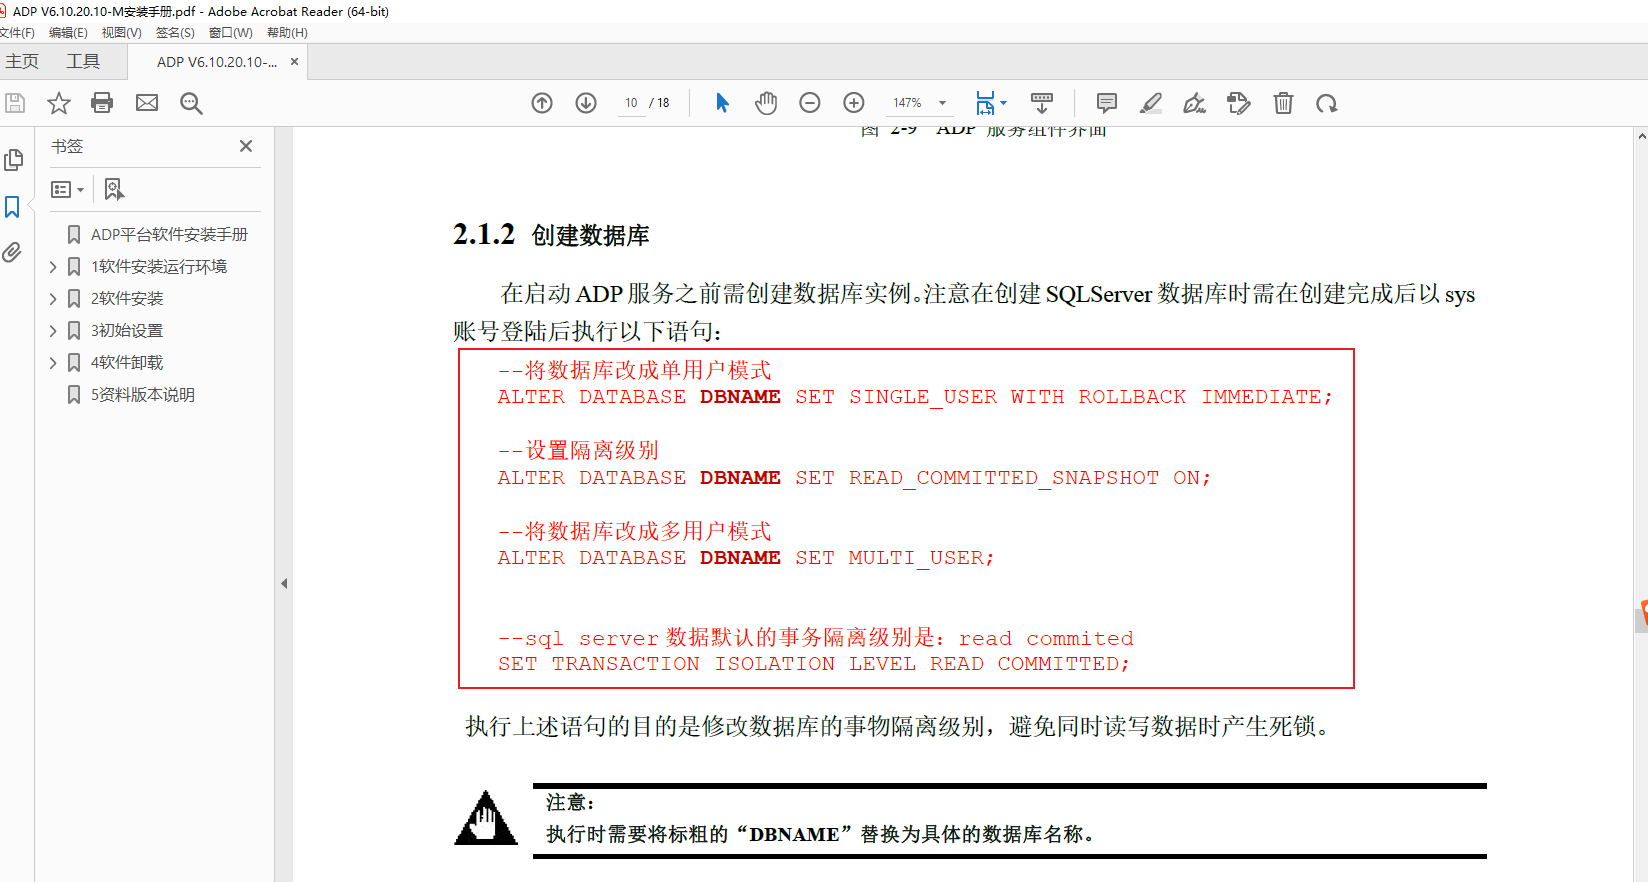 ADP V6.10.20.10-M安装手册.pdf - Adobe Acrobat Reader (64-bit)
文件(F) 编辑(E) 视图(V) 签名(S) 窗口(W) 帮助(H)
主页 工具 ADP V6.10.20.10-... ×
10 / 18 147%
书签
ADP平台软件安装手册
1软件安装运行环境
2软件安装
3初始设置
4软件卸载
5资料版本说明
图 2-9 ADP 服务组件界面
2.1.2 创建数据库
在启动 ADP 服务之前需创建数据库实例。注意在创建 SQLServer 数据库时需在创建完成后以 sys
账号登陆后执行以下语句：
--将数据库改成单用户模式
ALTER DATABASE DBNAME SET SINGLE_USER WITH ROLLBACK IMMEDIATE;
--设置隔离级别
ALTER DATABASE DBNAME SET READ_COMMITTED_SNAPSHOT ON;
--将数据库改成多用户模式
ALTER DATABASE DBNAME SET MULTI_USER;
--sql server 数据默认的事务隔离级别是：read commited
SET TRANSACTION ISOLATION LEVEL READ COMMITTED;
执行上述语句的目的是修改数据库的事物隔离级别，避免同时读写数据时产生死锁。
注意：
执行时需要将标粗的“DBNAME”替换为具体的数据库名称。